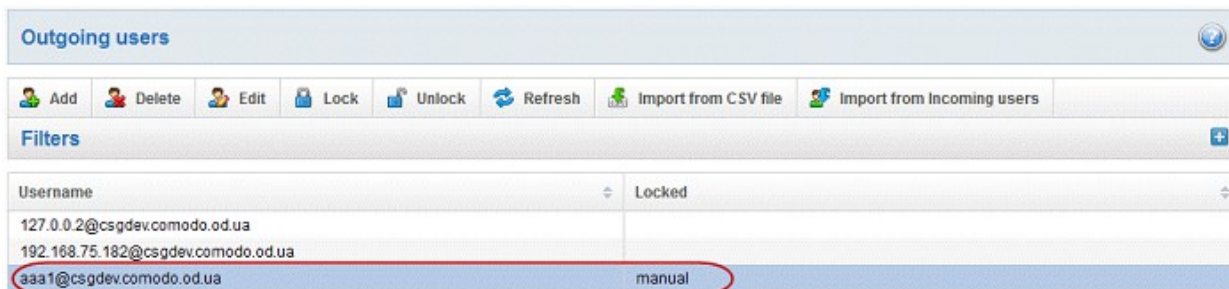 Outgoing users
Add Delete Edit Lock Unlock Refresh Import from CSV file Import from Incoming users
Filters
Username Locked
127.0.0.2@csgdev.comodo.od.ua
192.168.75.182@csgdev.comodo.od.ua
aaa1@csgdev.comodo.od.ua manual